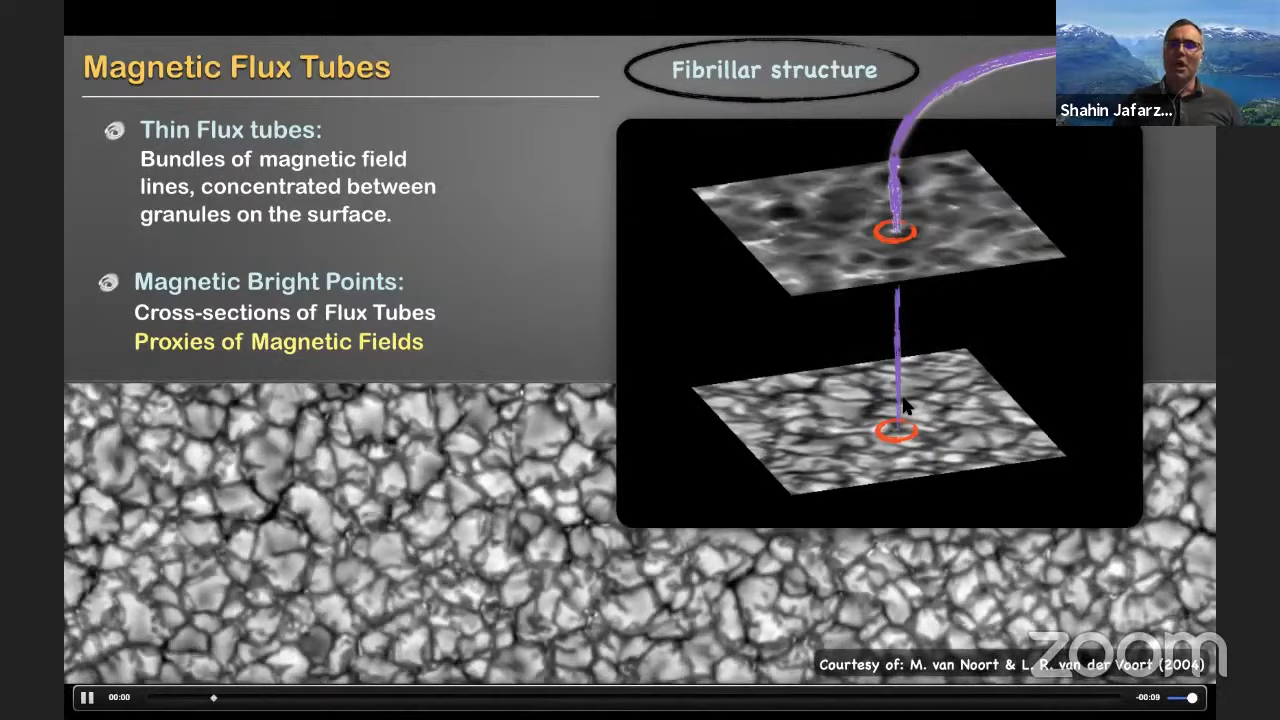 Magnetic Flux Tubes
Thin Flux tubes:
Bundles of magnetic field
lines, concentrated between
granules on the surface.
Magnetic Bright Points:
Cross-sections of Flux Tubes
Proxies of Magnetic Fields
Fibrillar structure
Shahin Jafarz...
Courtesy of: M. van Noort & L. R. van der Voort (2004)
zoom
00:00
-00:09